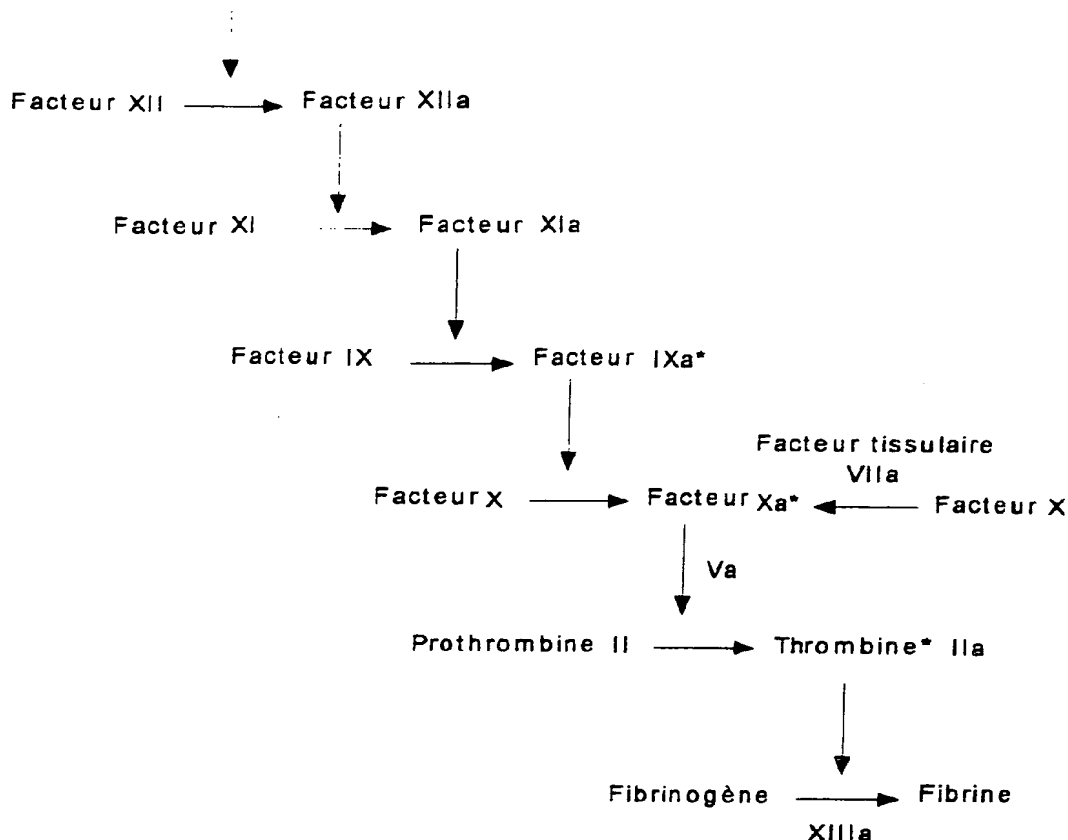 Facteur XII Facteur XIIa
Facteur XI Facteur XIa
Facteur IX Facteur IXa*
Facteur tissulaire
VIIa
Facteur X Facteur Xa* Facteur X
Va
Prothrombine II Thrombine* IIa
Fibrinogène Fibrine
XIIIa